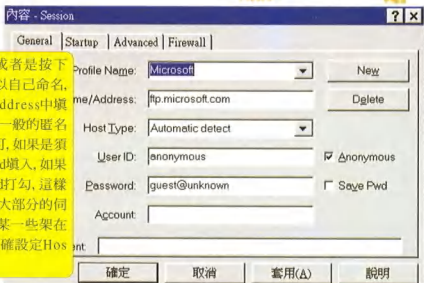 內容 - Session
General Startup Advanced Firewall
Profile Name: Microsoft New
me/Address: ftp.microsoft.com Delete
Host Type: Automatic detect
User ID: anonymous Anonymous
Password: guest@unknown Save Pwd
Account:
ent
確定 取消 套用(A) 說明
或者是按下
以自己命名,
ddress中填
一般的匿名
可, 如果是須
d填入, 如果
打勾, 這樣
大部分的伺
某一些架在
確設定Hos